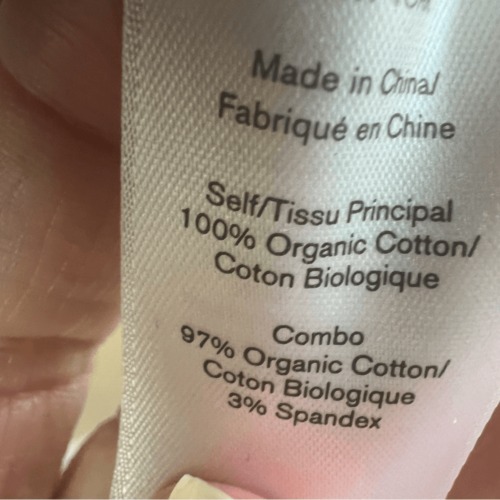 Made in China/
Fabriqué en Chine
Self/Tissu Principal
100% Organic Cotton/
Coton Biologique
Combo
97% Organic Cotton/
Coton Biologique
3% Spandex